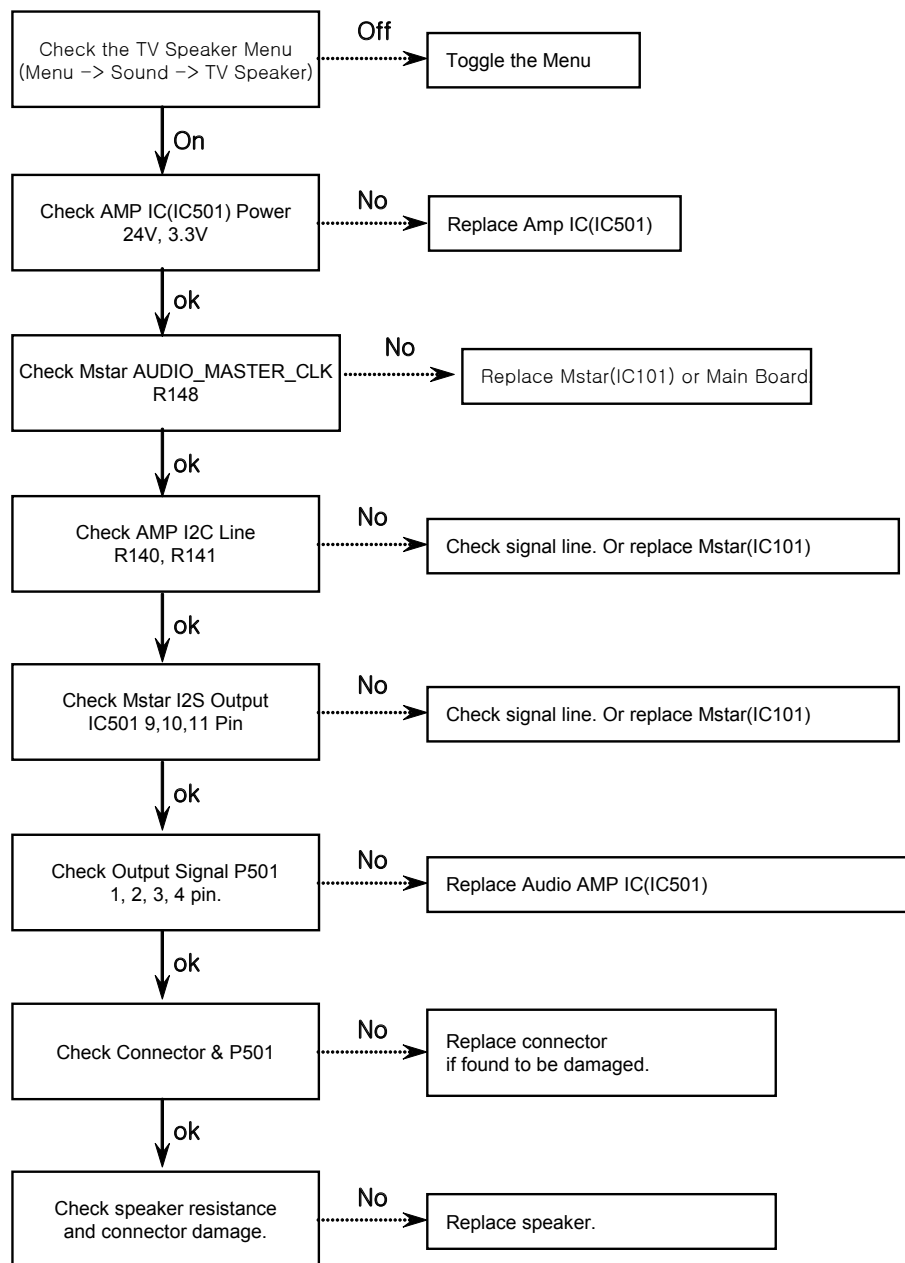 Check the TV Speaker Menu
(Menu -> Sound -> TV Speaker)
Off
Toggle the Menu
On
Check AMP IC(IC501) Power
24V, 3.3V
No
Replace Amp IC(IC501)
ok
Check Mstar AUDIO_MASTER_CLK
R148
No
Replace Mstar(IC101) or Main Board
ok
Check AMP I2C Line
R140, R141
No
Check signal line. Or replace Mstar(IC101)
ok
Check Mstar I2S Output
IC501 9,10,11 Pin
No
Check signal line. Or replace Mstar(IC101)
ok
Check Output Signal P501
1, 2, 3, 4 pin.
No
Replace Audio AMP IC(IC501)
ok
Check Connector & P501
No
Replace connector
if found to be damaged.
ok
Check speaker resistance
and connector damage.
No
Replace speaker.